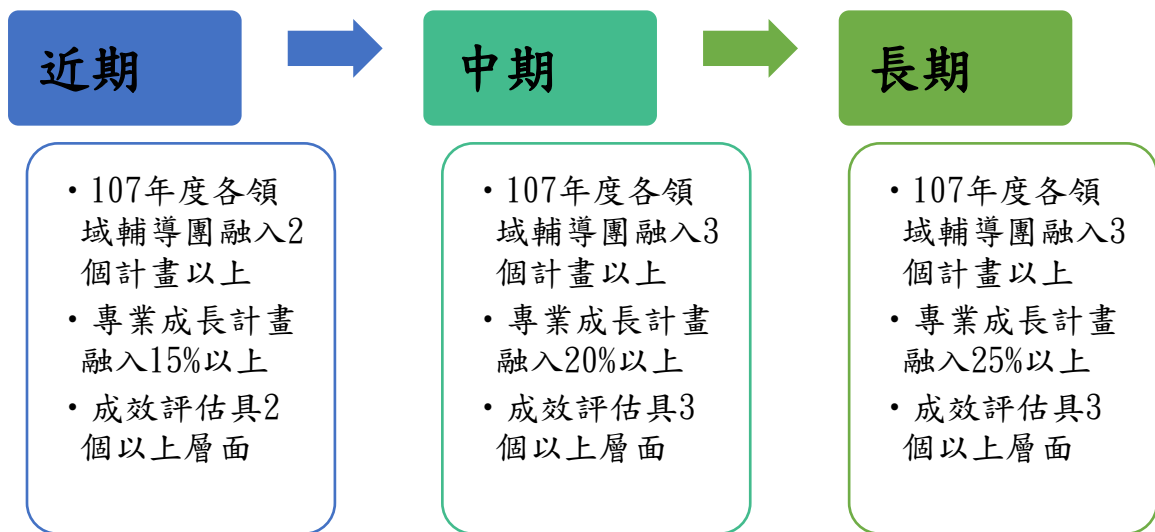 近期
・107年度各領
域輔導團融入2
個計畫以上
・專業成長計畫
融入15%以上
・成效評估具2
個以上層面
中期
・107年度各領
域輔導團融入3
個計畫以上
・專業成長計畫
融入20%以上
・成效評估具3
個以上層面
長期
・107年度各領
域輔導團融入3
個計畫以上
・專業成長計畫
融入25%以上
・成效評估具3
個以上層面